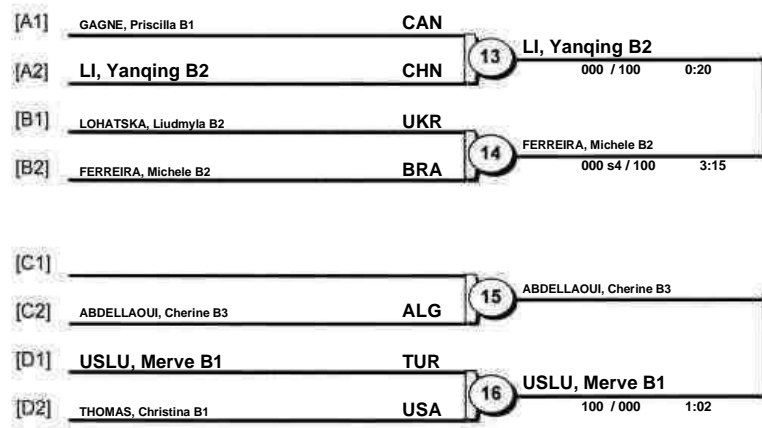 [A1] GAGNE, Priscilla B1 CAN
13 LI, Yanqing B2
[A2] LI, Yanqing B2 CHN
000 / 100 0:20
[B1] LOHATSKA, Liudmyla B2 UKR
14 FERREIRA, Michele B2
[B2] FERREIRA, Michele B2 BRA
000 s4 / 100 3:15
[C1]
15 ABDELLAOUI, Cherine B3
[C2] ABDELLAOUI, Cherine B3 ALG
[D1] USLU, Merve B1 TUR
16 USLU, Merve B1
[D2] THOMAS, Christina B1 USA
100 / 000 1:02